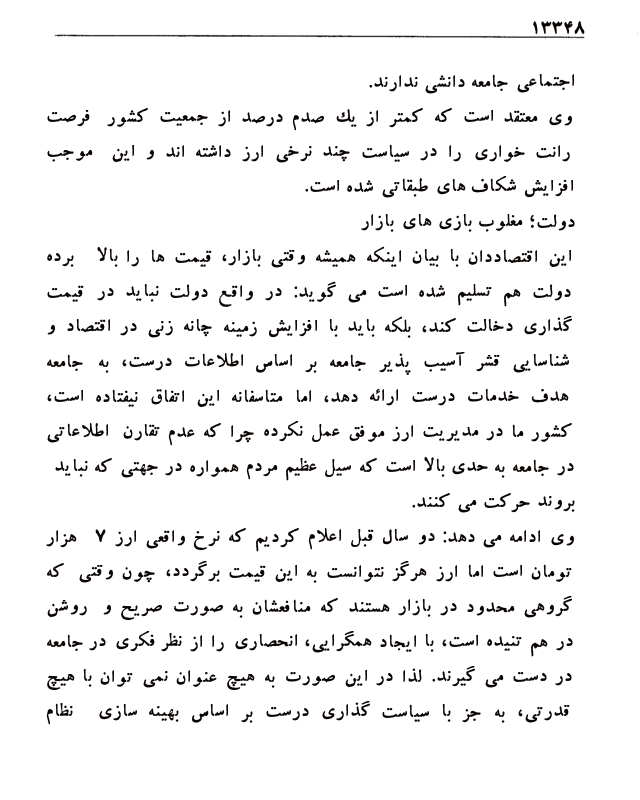 ۱۳۳۴۸
اجتماعی جامعه دانشی ندارند.
وی معتقد است که کمتر از یك صدم درصد از جمعیت کشور فرصت
رانت خواری را در سیاست چند نرخی ارز داشته اند و این موجب
افزایش شکاف های طبقاتی شده است.
دولت؛ مغلوب بازی های بازار
این اقتصاددان با بیان اینکه همیشه وقتی بازار، قیمت ها را بالا برده
دولت هم تسلیم شده است می گوید: در واقع دولت نباید در قیمت
گذاری دخالت کند، بلکه باید با افزایش زمینه چانه زنی در اقتصاد و
شناسایی قشر آسیب پذیر جامعه بر اساس اطلاعات درست، به جامعه
هدف خدمات درست ارائه دهد، اما متاسفانه این اتفاق نیفتاده است،
کشور ما در مدیریت ارز موفق عمل نکرده چرا که عدم تقارن اطلاعاتی
در جامعه به حدی بالا است که سیل عظیم مردم همواره در جهتی که نباید
بروند حرکت می کنند.
وی ادامه می دهد: دو سال قبل اعلام کردیم که نرخ واقعی ارز ۷ هزار
تومان است اما ارز هرگز نتوانست به این قیمت برگردد، چون وقتی که
گروهی محدود در بازار هستند که منافعشان به صورت صریح و روشن
در هم تنیده است، با ایجاد همگرایی، انحصاری را از نظر فکری در جامعه
در دست می گیرند. لذا در این صورت به هیچ عنوان نمی توان با هیچ
قدرتی، به جز با سیاست گذاری درست بر اساس بهینه سازی نظام